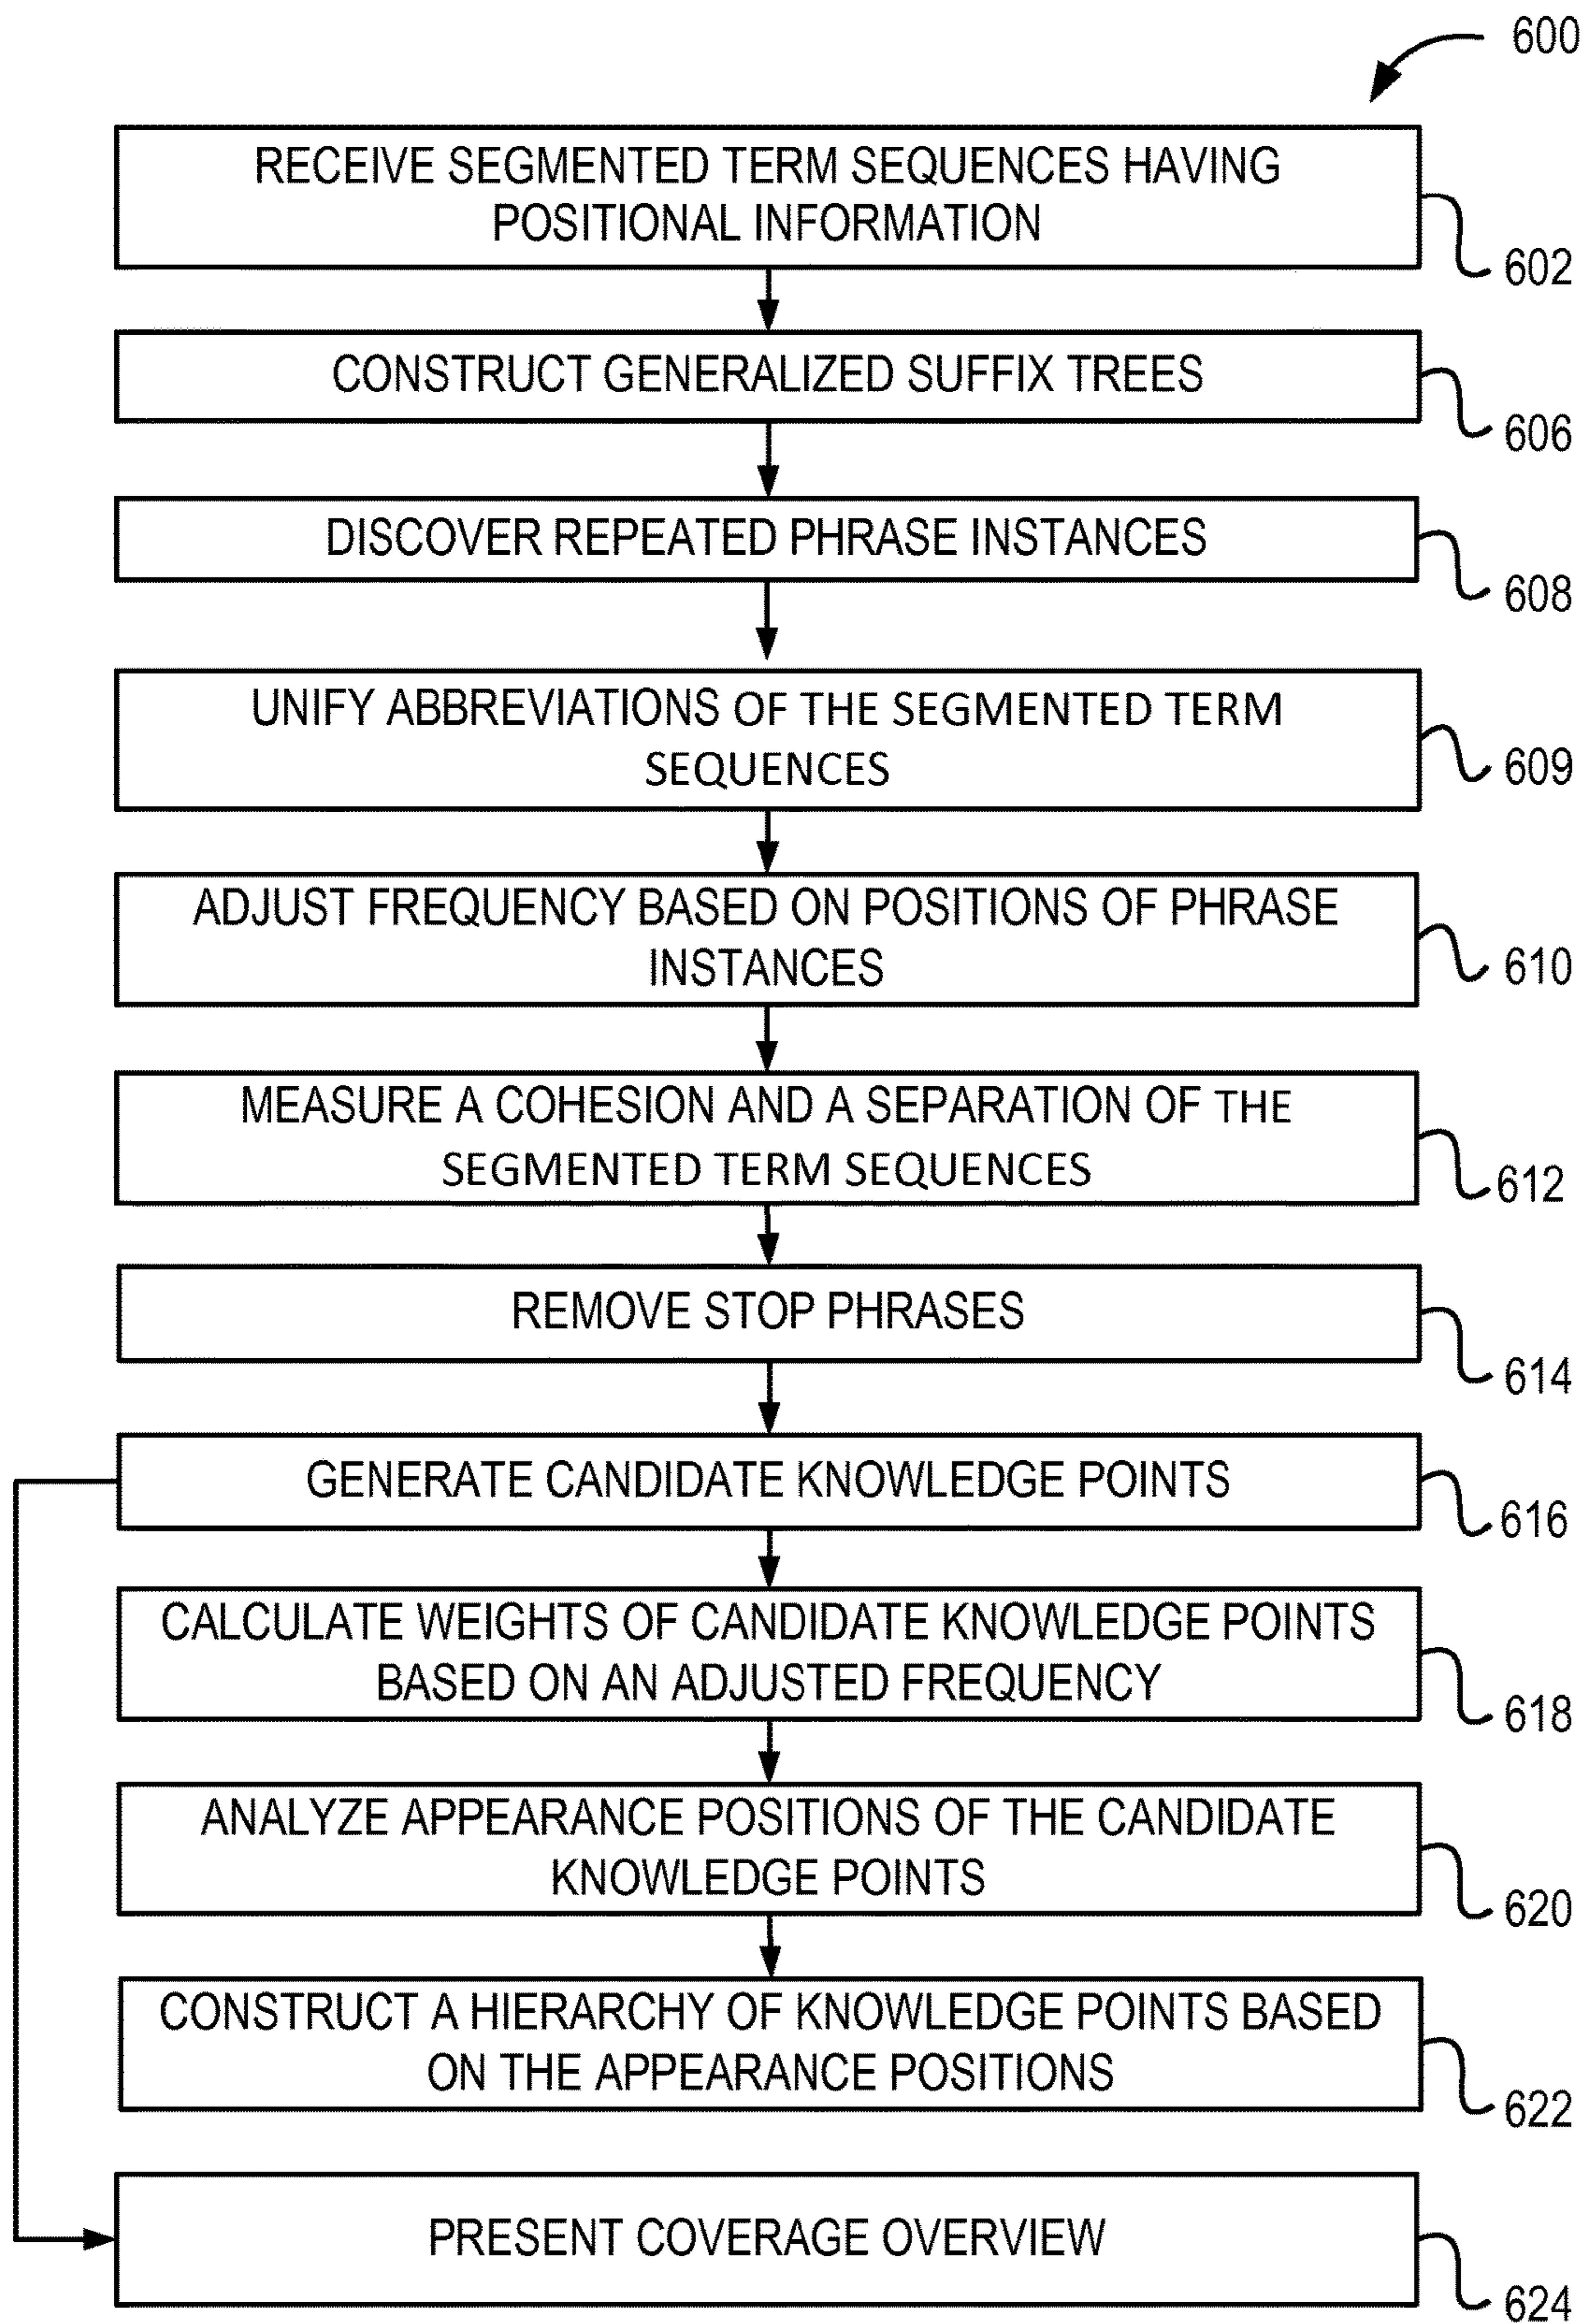 600
RECEIVE SEGMENTED TERM SEQUENCES HAVING
POSITIONAL INFORMATION
602
CONSTRUCT GENERALIZED SUFFIX TREES
606
DISCOVER REPEATED PHRASE INSTANCES
608
UNIFY ABBREVIATIONS OF THE SEGMENTED TERM
SEQUENCES
609
ADJUST FREQUENCY BASED ON POSITIONS OF PHRASE
INSTANCES
610
MEASURE A COHESION AND A SEPARATION OF THE
SEGMENTED TERM SEQUENCES
612
REMOVE STOP PHRASES
614
GENERATE CANDIDATE KNOWLEDGE POINTS
616
CALCULATE WEIGHTS OF CANDIDATE KNOWLEDGE POINTS
BASED ON AN ADJUSTED FREQUENCY
618
ANALYZE APPEARANCE POSITIONS OF THE CANDIDATE
KNOWLEDGE POINTS
620
CONSTRUCT A HIERARCHY OF KNOWLEDGE POINTS BASED
ON THE APPEARANCE POSITIONS
622
PRESENT COVERAGE OVERVIEW
624